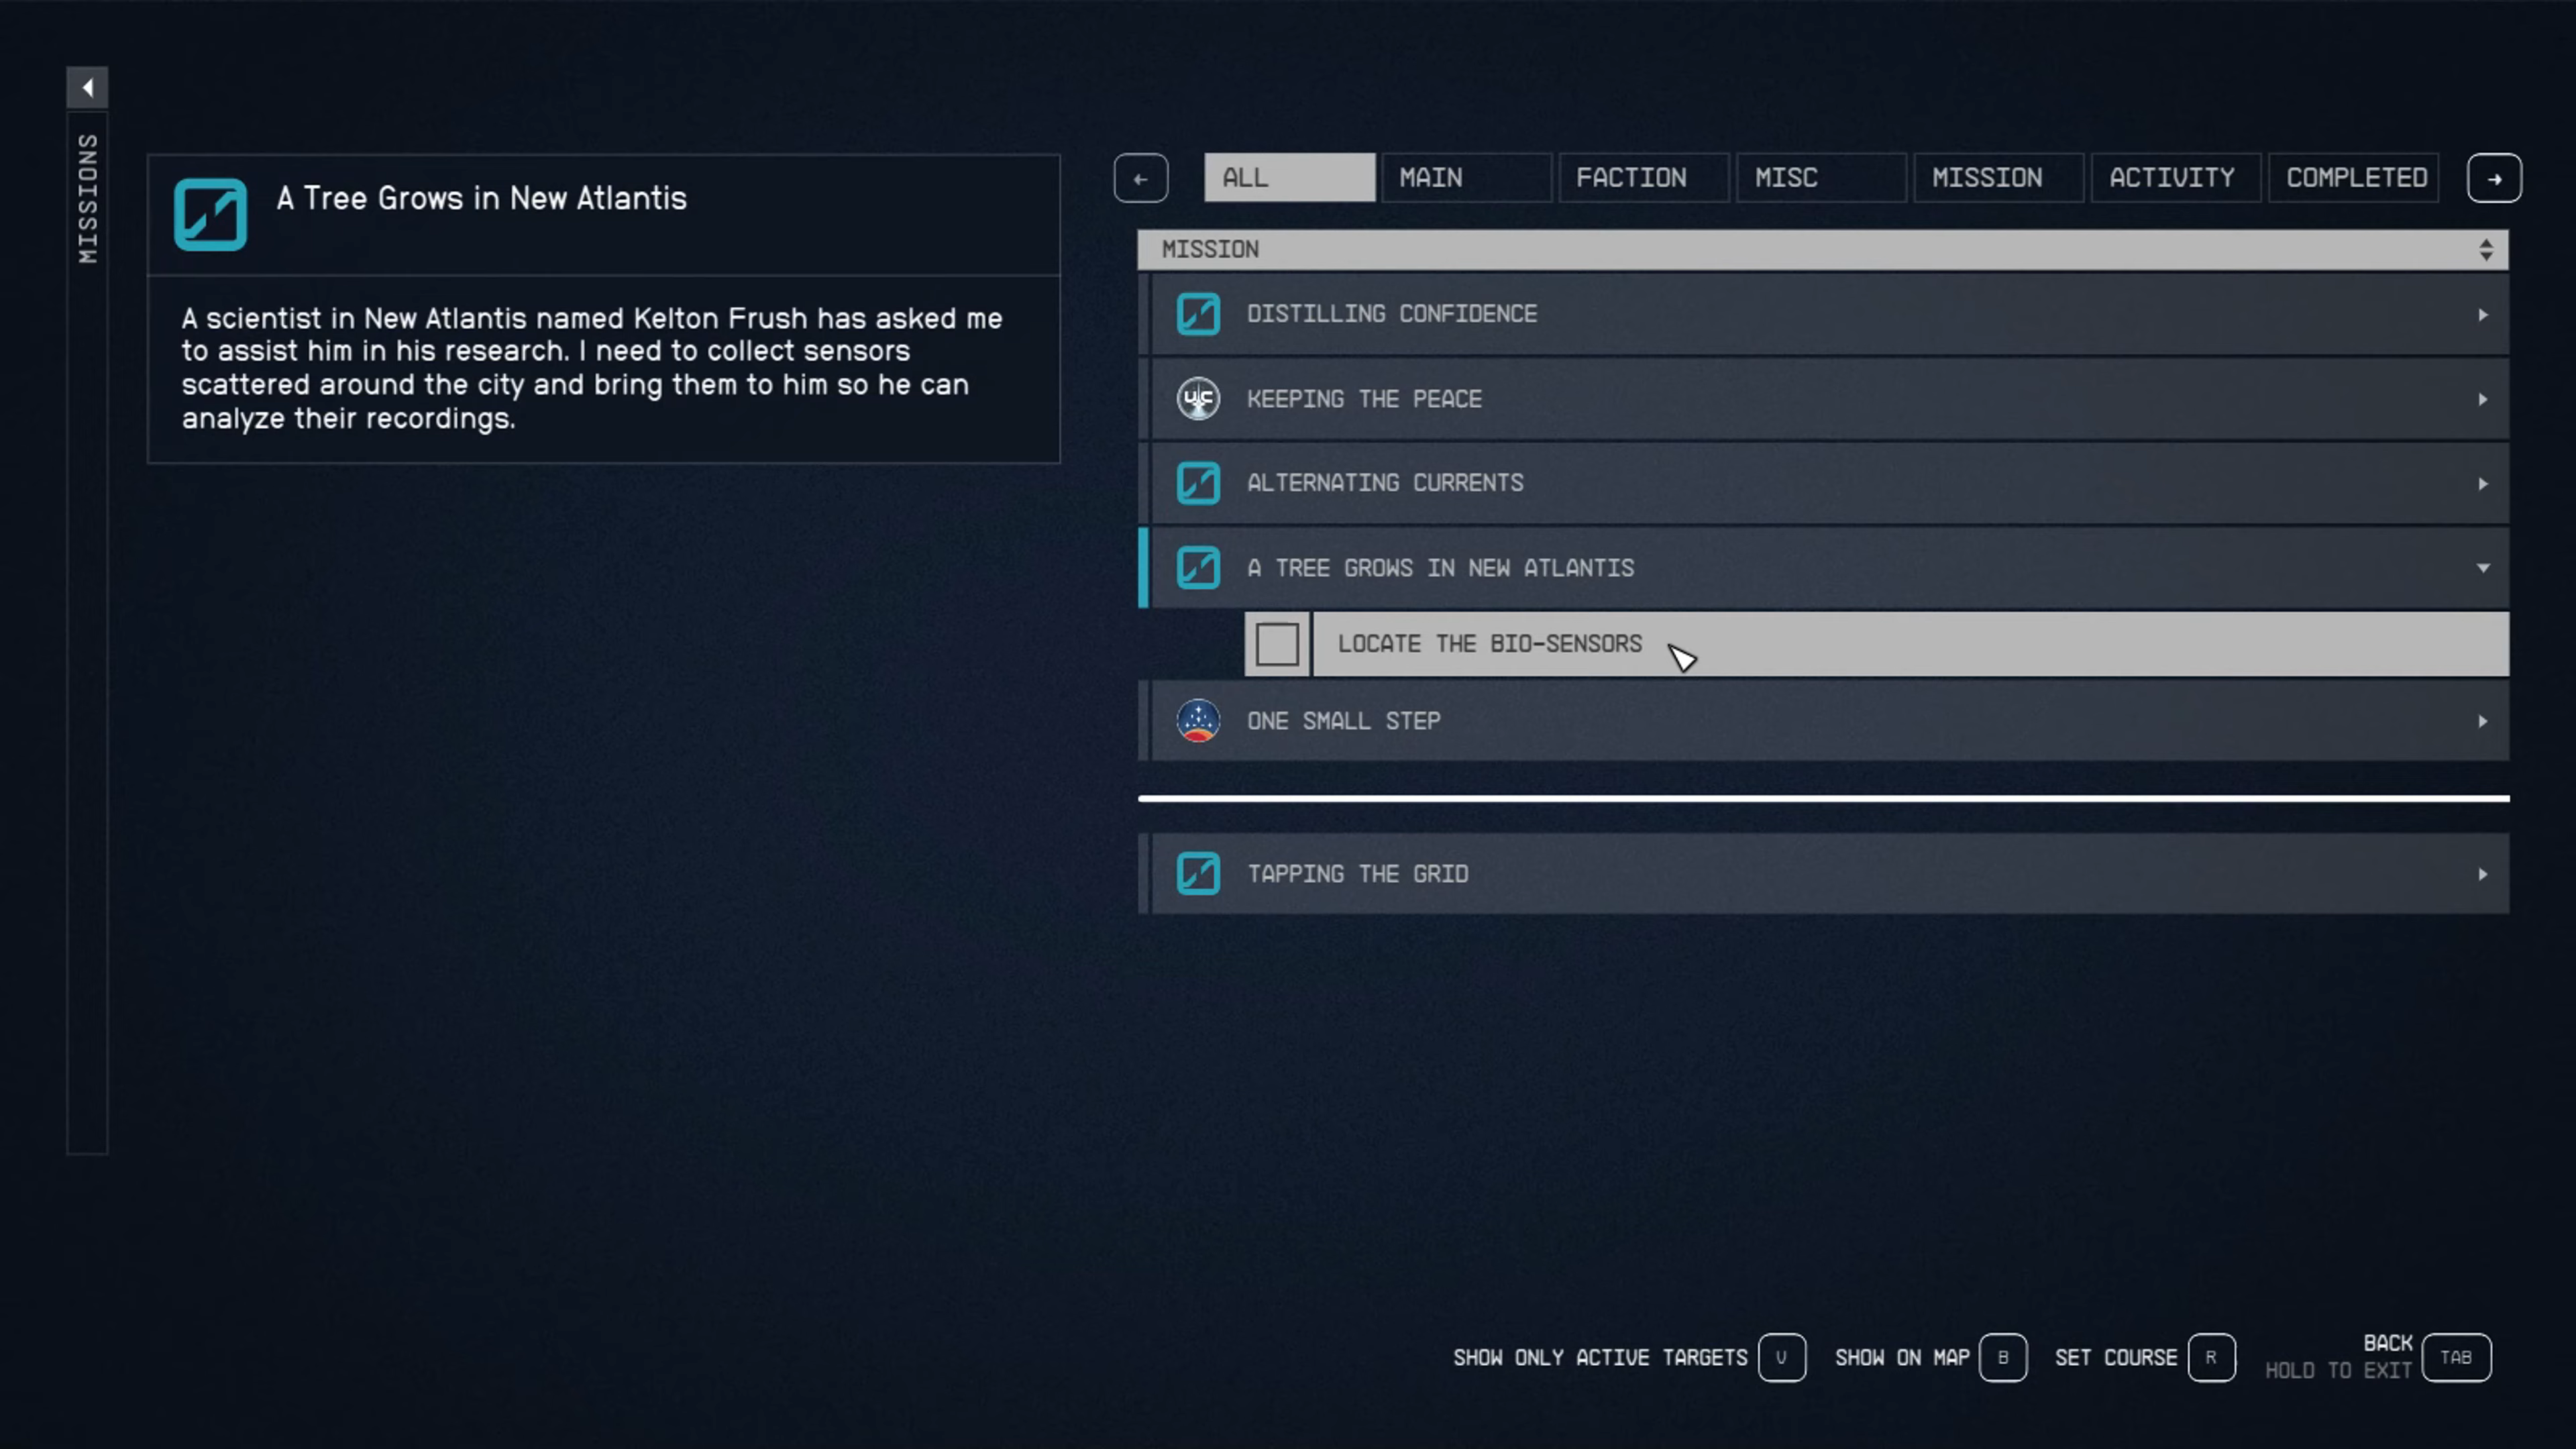 MISSIONS
A Tree Grows in New Atlantis
A scientist in New Atlantis named Kelton Frush has asked me
to assist him in his research. I need to collect sensors
scattered around the city and bring them to him so he can
analyze their recordings.
ALL MAIN FACTION MISC MISSION ACTIVITY COMPLETED
MISSION
DISTILLING CONFIDENCE
UC KEEPING THE PEACE
ALTERNATING CURRENTS
A TREE GROWS IN NEW ATLANTIS
LOCATE THE BIO-SENSORS
ONE SMALL STEP
TAPPING THE GRID
SHOW ONLY ACTIVE TARGETS V SHOW ON MAP B SET COURSE R BACK TAB
HOLD TO EXIT